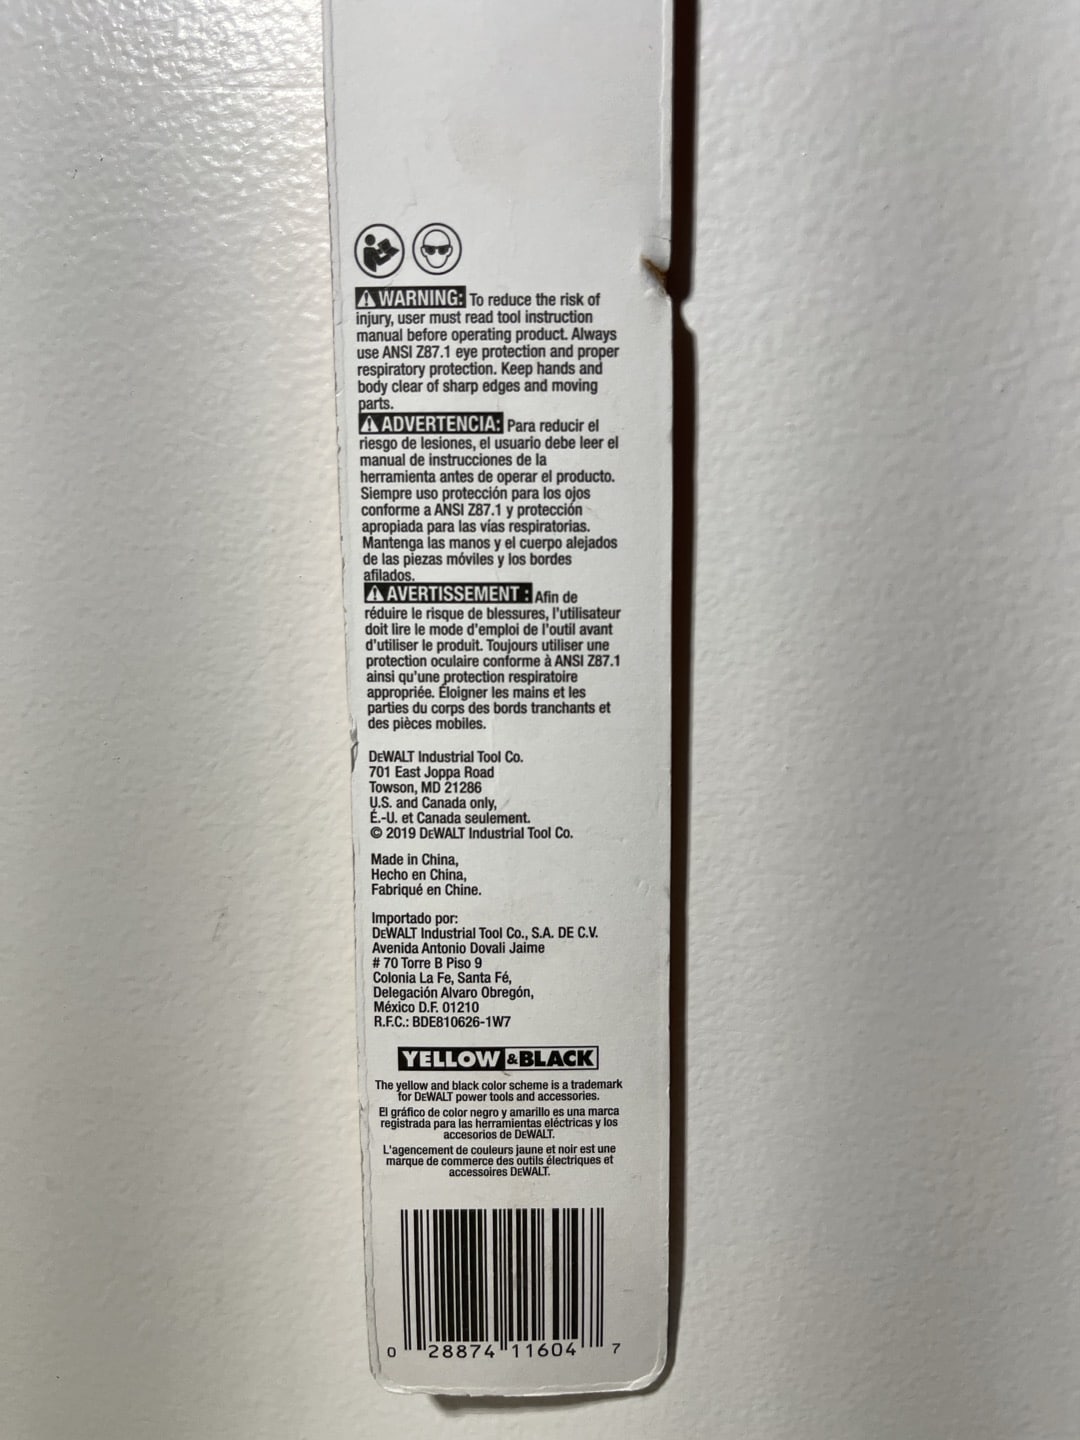 WARNING: To reduce the risk of
injury, user must read tool instruction
manual before operating product. Always
use ANSI Z87.1 eye protection and proper
respiratory protection. Keep hands and
body clear of sharp edges and moving
parts.
ADVERTENCIA: Para reducir el
riesgo de lesiones, el usuario debe leer el
manual de instrucciones de la
herramienta antes de operar el producto.
Siempre uso protección para los ojos
conforme a ANSI Z87.1 y protección
apropiada para las vías respiratorias.
Mantenga las manos y el cuerpo alejados
de las piezas móviles y los bordes
afilados.
AVERTISSEMENT : Afin de
réduire le risque de blessures, l'utilisateur
doit lire le mode d'emploi de l'outil avant
d'utiliser le produit. Toujours utiliser une
protection oculaire conforme à ANSI Z87.1
ainsi qu'une protection respiratoire
appropriée. Éloigner les mains et les
parties du corps des bords tranchants et
des pièces mobiles.
DEWALT Industrial Tool Co.
701 East Joppa Road
Towson, MD 21286
U.S. and Canada only,
É.-U. et Canada seulement.
© 2019 DEWALT Industrial Tool Co.
Made in China,
Hecho en China,
Fabriqué en Chine.
Importado por:
DEWALT Industrial Tool Co., S.A. DE C.V.
Avenida Antonio Dovali Jaime
# 70 Torre B Piso 9
Colonia La Fe, Santa Fé,
Delegación Alvaro Obregón,
México D.F. 01210
R.F.C.: BDE810626-1W7
YELLOW &BLACK
The yellow and black color scheme is a trademark
for DEWALT power tools and accessories.
El gráfico de color negro y amarillo es una marca
registrada para las herramientas eléctricas y los
accesorios de DEWALT.
L'agencement de couleurs jaune et noir est une
marque de commerce des outils électriques et
accessoires DEWALT.
0 28874 11604 7